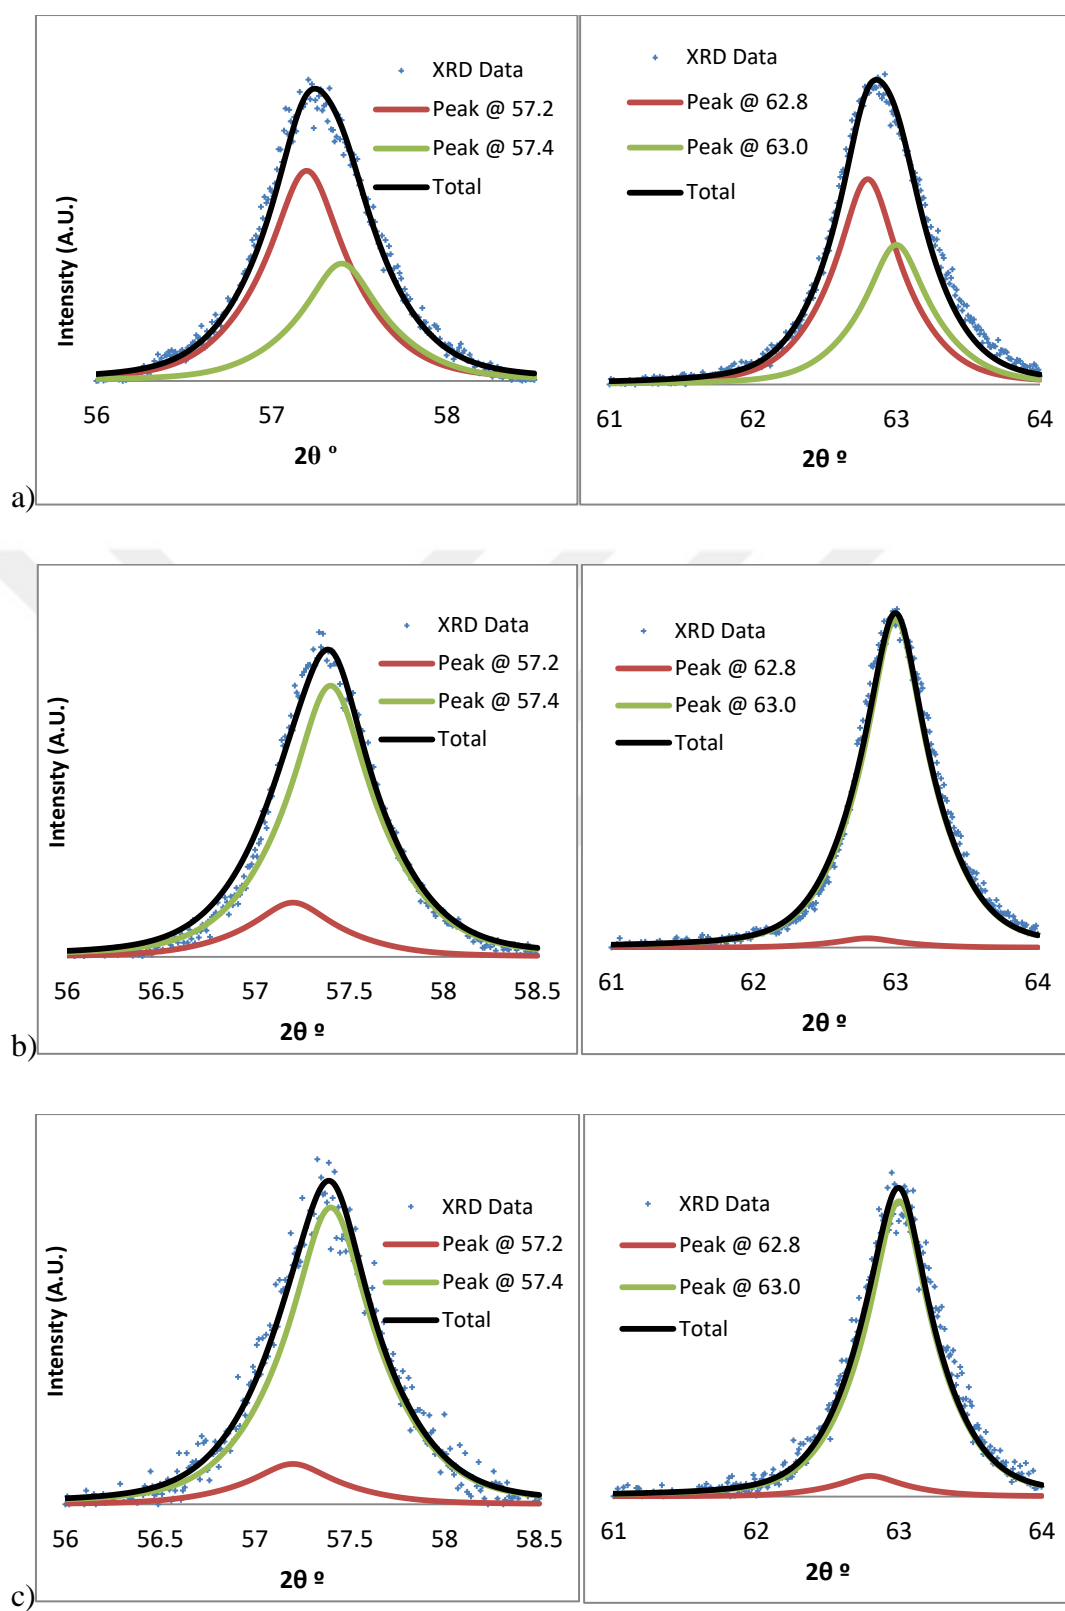 XRD Data
Peak @ 57.2
Peak @ 57.4
Total
Intensıty (A.U.)
56 57 58
2θ º
XRD Data
Peak @ 62.8
Peak @ 63.0
Total
61 62 63 64
2θ º
a)
XRD Data
Peak @ 57.2
Peak @ 57.4
Total
Intensıty (A.U.)
56 56.5 57 57.5 58 58.5
2θ º
XRD Data
Peak @ 62.8
Peak @ 63.0
Total
61 62 63 64
2θ º
b)
XRD Data
Peak @ 57.2
Peak @ 57.4
Total
Intensıty (A.U.)
56 56.5 57 57.5 58 58.5
2θ º
XRD Data
Peak @ 62.8
Peak @ 63.0
Total
61 62 63 64
2θ º
c)